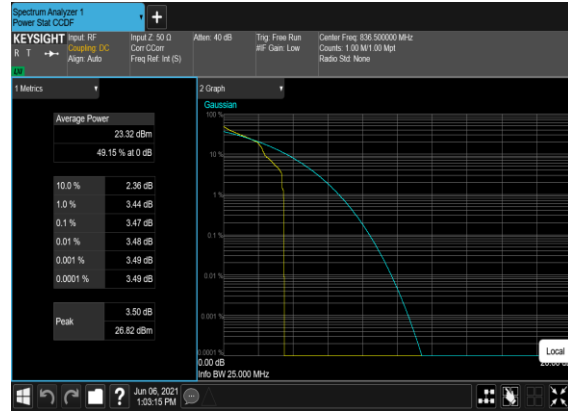 Spectrum Analyzer 1
Power Stat CCDF
KEYSIGHT
R T
LXI
Input: RF
Coupling: DC
Align: Auto
Input Z: 50 Ω
Corr CCorr
Freq Ref: Int (S)
Atten: 40 dB
Trig: Free Run
#IF Gain: Low
Center Freq: 836.500000 MHz
Counts: 1.00 M/1.00 Mpt
Radio Std: None
1 Metrics
Average Power
23.32 dBm
49.15 % at 0 dB
10.0 % 2.36 dB
1.0 % 3.44 dB
0.1 % 3.47 dB
0.01 % 3.48 dB
0.001 % 3.49 dB
0.0001 % 3.49 dB
Peak
3.50 dB
26.82 dBm
2 Graph
Gaussian
100 %
10 %
1 %
0.1 %
0.01 %
0.001 %
0.0001 %
0.00 dB
Info BW 25.000 MHz
Local
Jun 06, 2021
1:03:15 PM